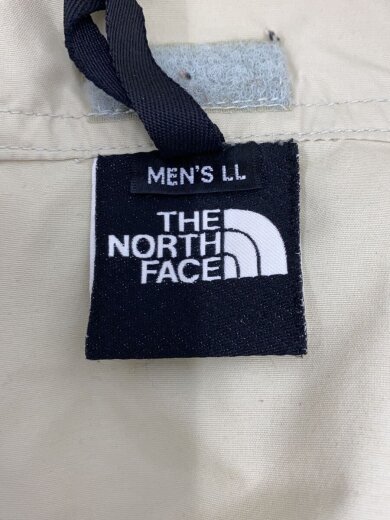 MEN'S LL
THE
NORTH
FACE